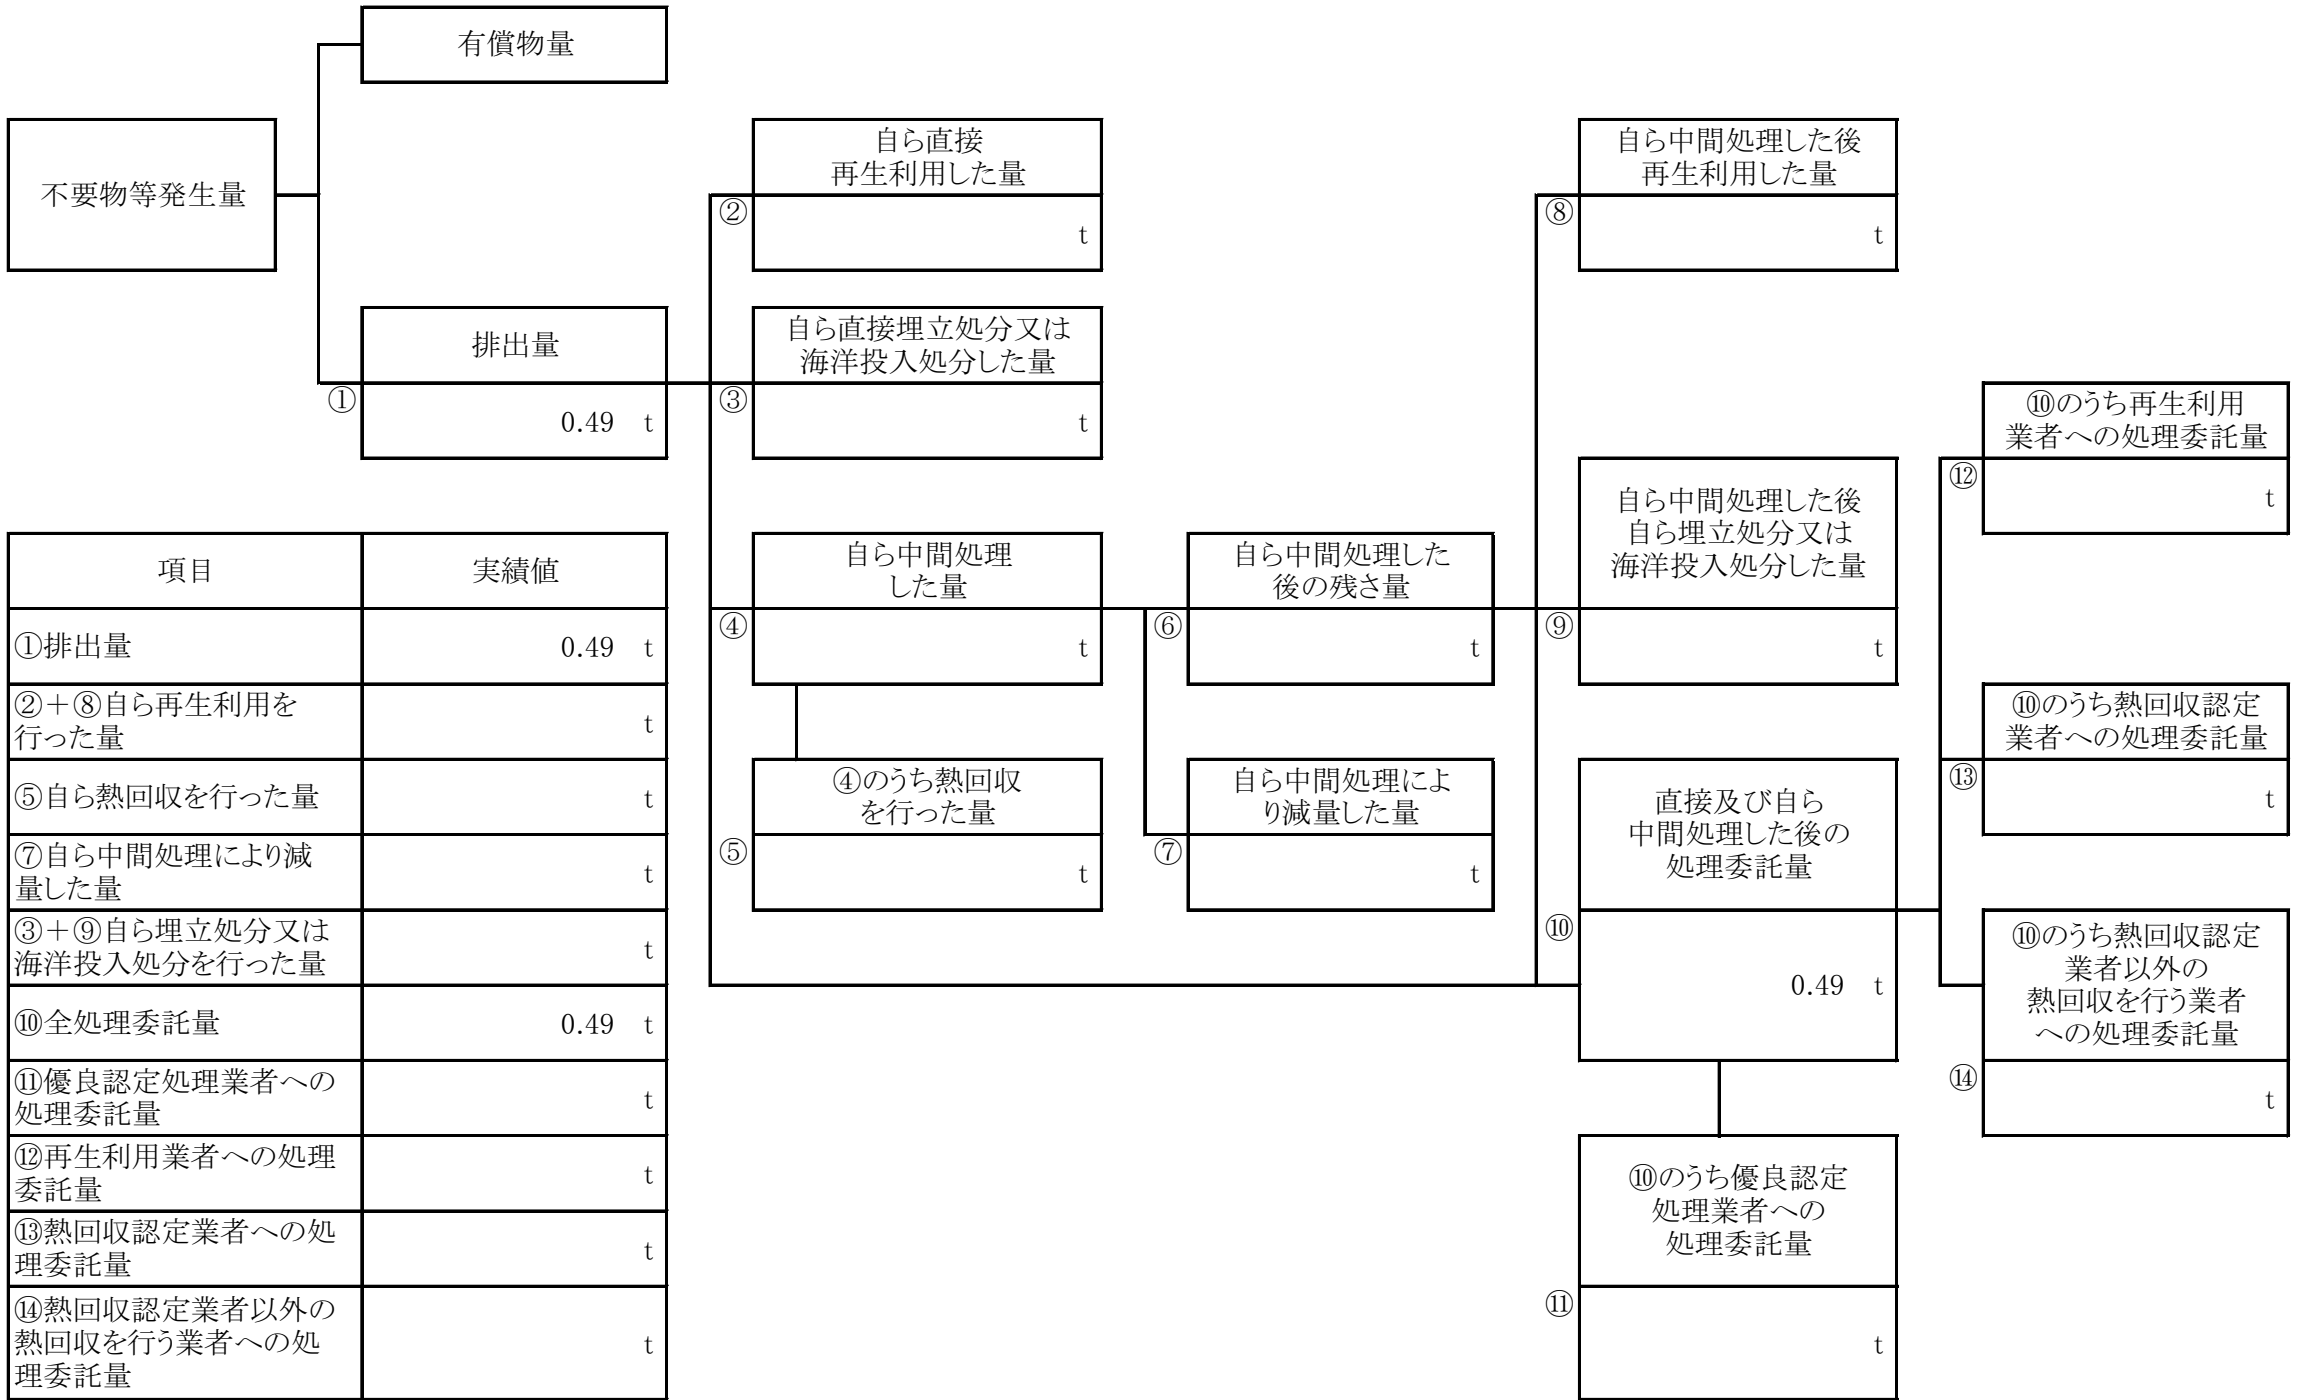 有償物量
不要物等発生量
自ら直接
再生利用した量
②
t
自ら中間処理した後
再生利用した量
⑧
t
排出量
①
0.49 t
自ら直接埋立処分又は
海洋投入処分した量
③
t
⑩のうち再生利用
業者への処理委託量
⑫
t
自ら中間処理した後
自ら埋立処分又は
海洋投入処分した量
⑨
t
自ら中間処理
した量
④
t
自ら中間処理した
後の残さ量
⑥
t
⑩のうち熱回収認定
業者への処理委託量
⑬
t
④のうち熱回収
を行った量
⑤
t
自ら中間処理によ
り減量した量
⑦
t
直接及び自ら
中間処理した後の
処理委託量
⑩
0.49 t
⑩のうち熱回収認定
業者以外の
熱回収を行う業者
への処理委託量
⑭
t
⑩のうち優良認定
処理業者への
処理委託量
⑪
t
項目 実績値
①排出量 0.49 t
②＋⑧自ら再生利用を
行った量 t
⑤自ら熱回収を行った量 t
⑦自ら中間処理により減
量した量 t
③＋⑨自ら埋立処分又は
海洋投入処分を行った量 t
⑩全処理委託量 0.49 t
⑪優良認定処理業者への
処理委託量 t
⑫再生利用業者への処理
委託量 t
⑬熱回収認定業者への処
理委託量 t
⑭熱回収認定業者以外の
熱回収を行う業者への処
理委託量 t